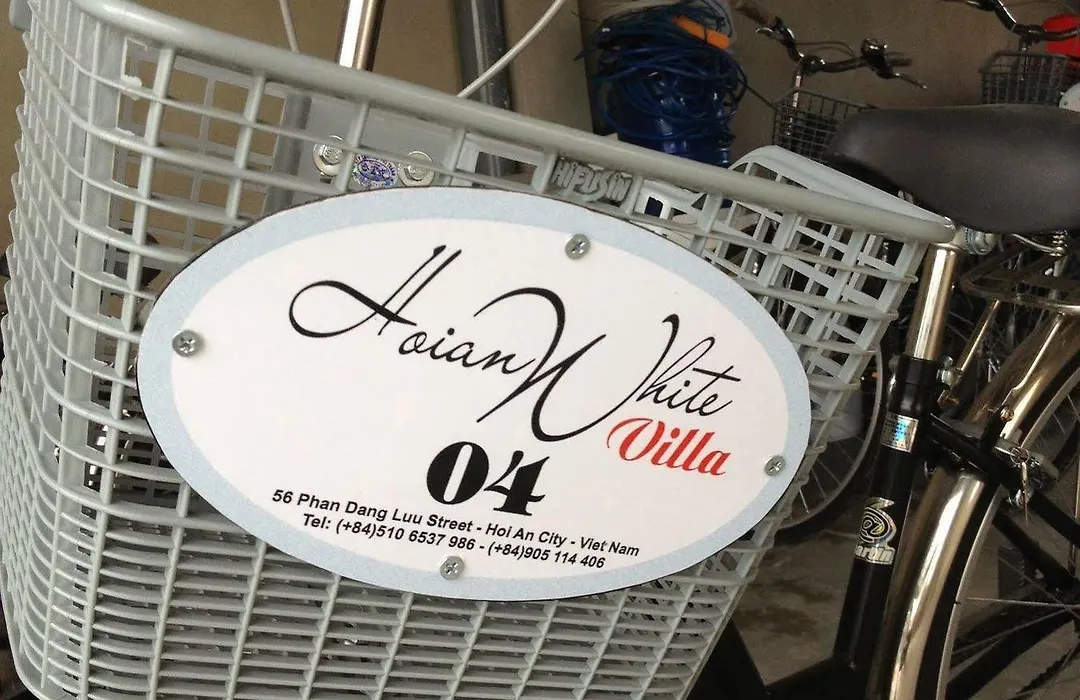 HiFUSIN
Hoian White
Villa
04
56 Phan Dang Luu Street - Hoi An City - Viet Nam
Tel: (+84)510 6537 986 - (+84)905 114 406